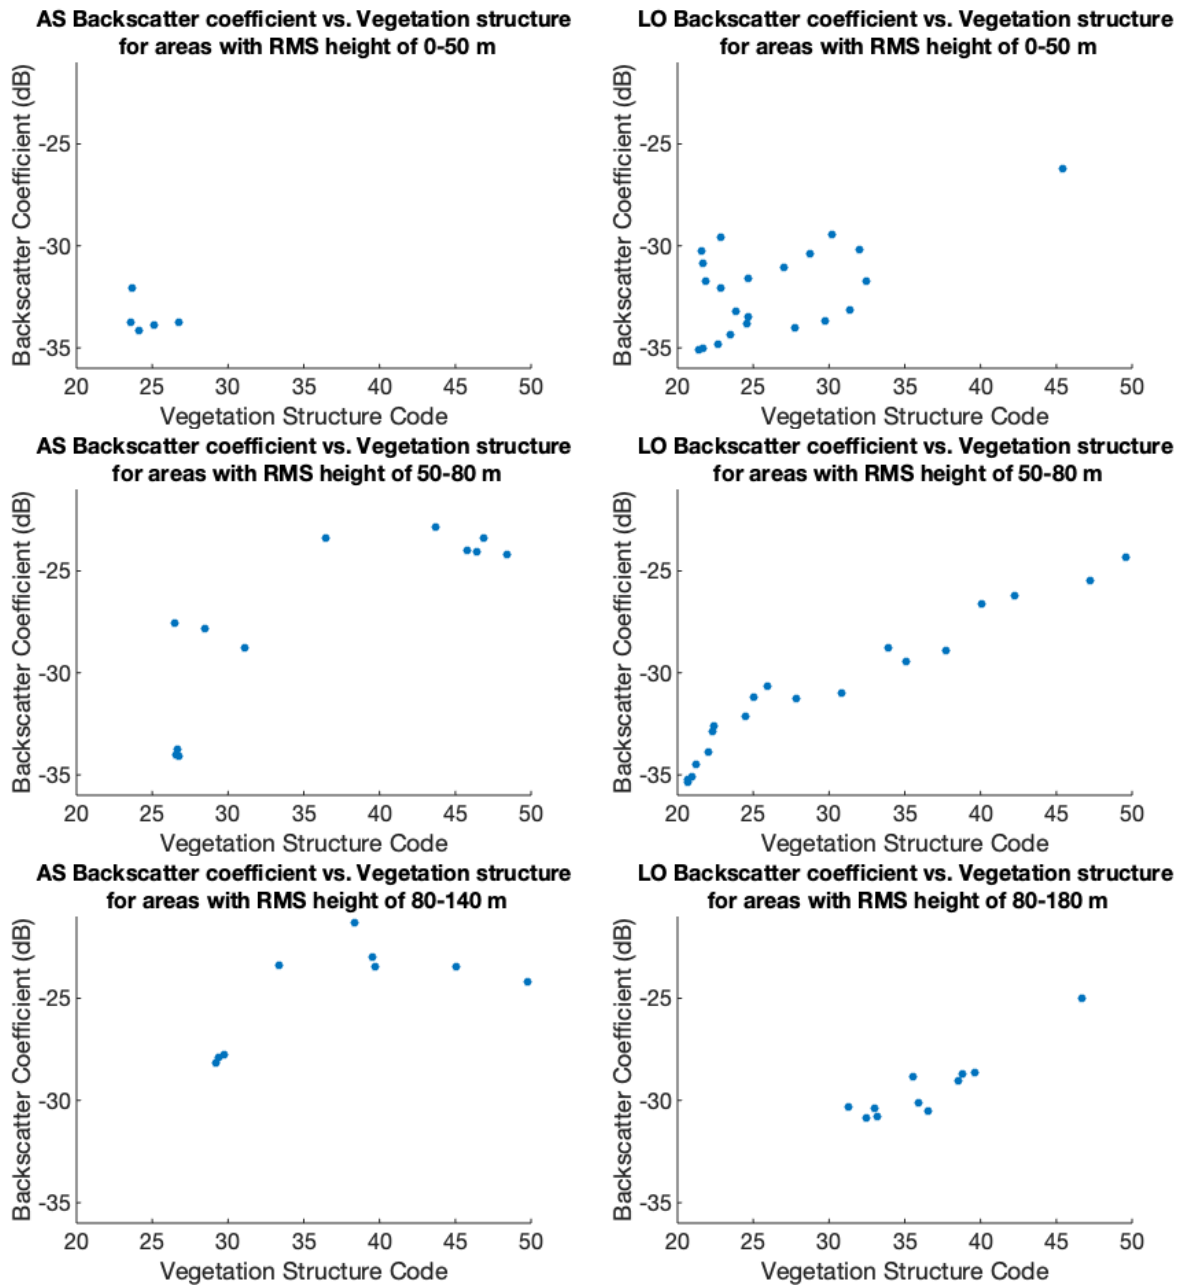 AS Backscatter coefficient vs. Vegetation structure
for areas with RMS height of 0-50 m
Backscatter Coefficient (dB)
-25
-30
-35
20 25 30 35 40 45 50
Vegetation Structure Code
LO Backscatter coefficient vs. Vegetation structure
for areas with RMS height of 0-50 m
Backscatter Coefficient (dB)
-25
-30
-35
20 25 30 35 40 45 50
Vegetation Structure Code
AS Backscatter coefficient vs. Vegetation structure
for areas with RMS height of 50-80 m
Backscatter Coefficient (dB)
-25
-30
-35
20 25 30 35 40 45 50
Vegetation Structure Code
LO Backscatter coefficient vs. Vegetation structure
for areas with RMS height of 50-80 m
Backscatter Coefficient (dB)
-25
-30
-35
20 25 30 35 40 45 50
Vegetation Structure Code
AS Backscatter coefficient vs. Vegetation structure
for areas with RMS height of 80-140 m
Backscatter Coefficient (dB)
-25
-30
-35
20 25 30 35 40 45 50
Vegetation Structure Code
LO Backscatter coefficient vs. Vegetation structure
for areas with RMS height of 80-180 m
Backscatter Coefficient (dB)
-25
-30
-35
20 25 30 35 40 45 50
Vegetation Structure Code